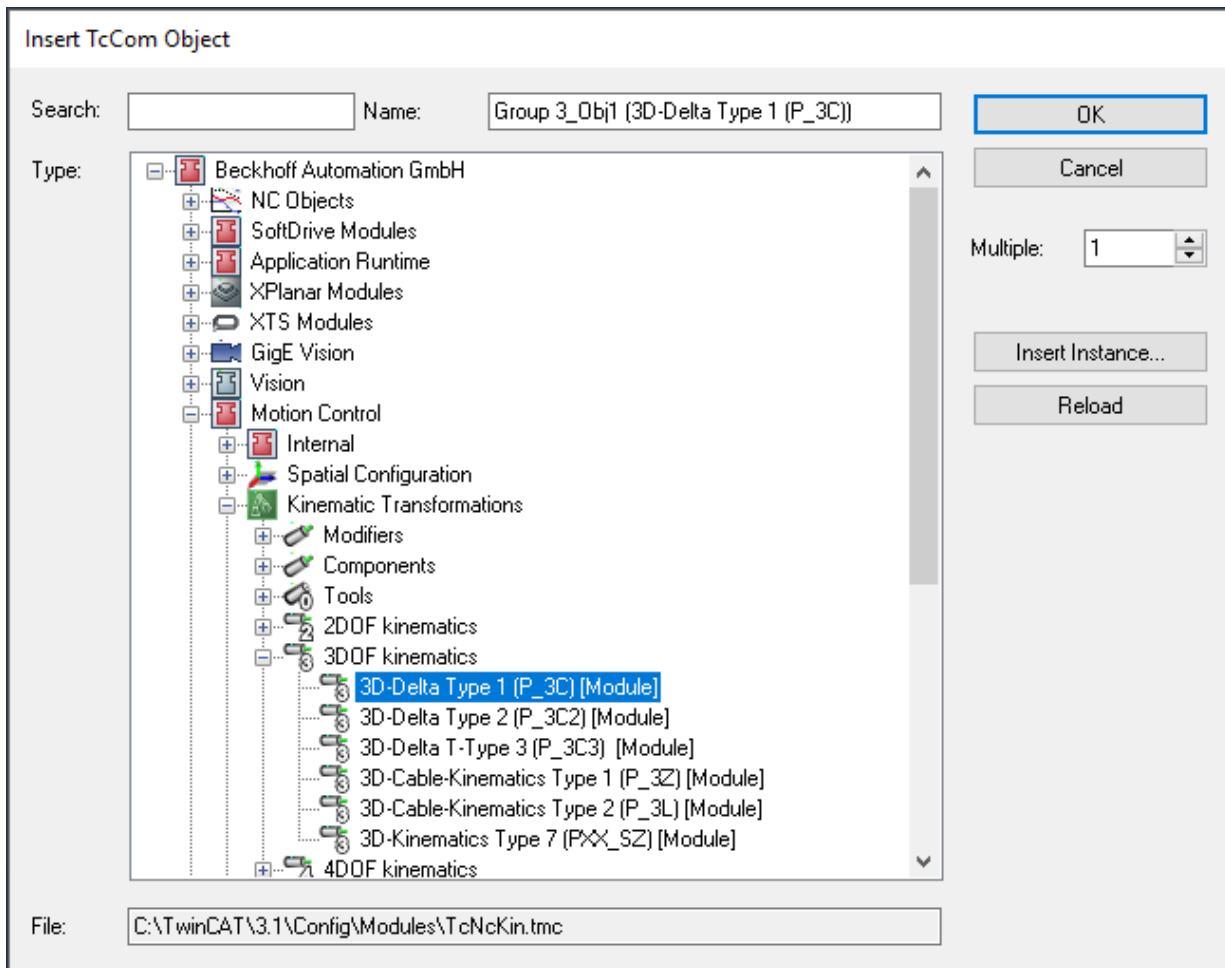 Insert TcCom Object
Search:
Name:
Group 3_Obj1 (3D-Delta Type 1 (P_3C))
OK
Type:
Beckhoff Automation GmbH
Cancel
NC Objects
SoftDrive Modules
Multiple:
1
Application Runtime
XPlanar Modules
XTS Modules
GigE Vision
Insert Instance...
Vision
Reload
Motion Control
Internal
Spatial Configuration
Kinematic Transformations
Modifiers
Components
Tools
2DOF kinematics
3DOF kinematics
3D-Delta Type 1 (P_3C) [Module]
3D-Delta Type 2 (P_3C2) [Module]
3D-Delta T-Type 3 (P_3C3)  [Module]
3D-Cable-Kinematics Type 1 (P_3Z) [Module]
3D-Cable-Kinematics Type 2 (P_3L) [Module]
3D-Kinematics Type 7 (PXX_SZ) [Module]
4DOF kinematics
File:
C:\TwinCAT\3.1\Config\Modules\TcNcKin.tmc